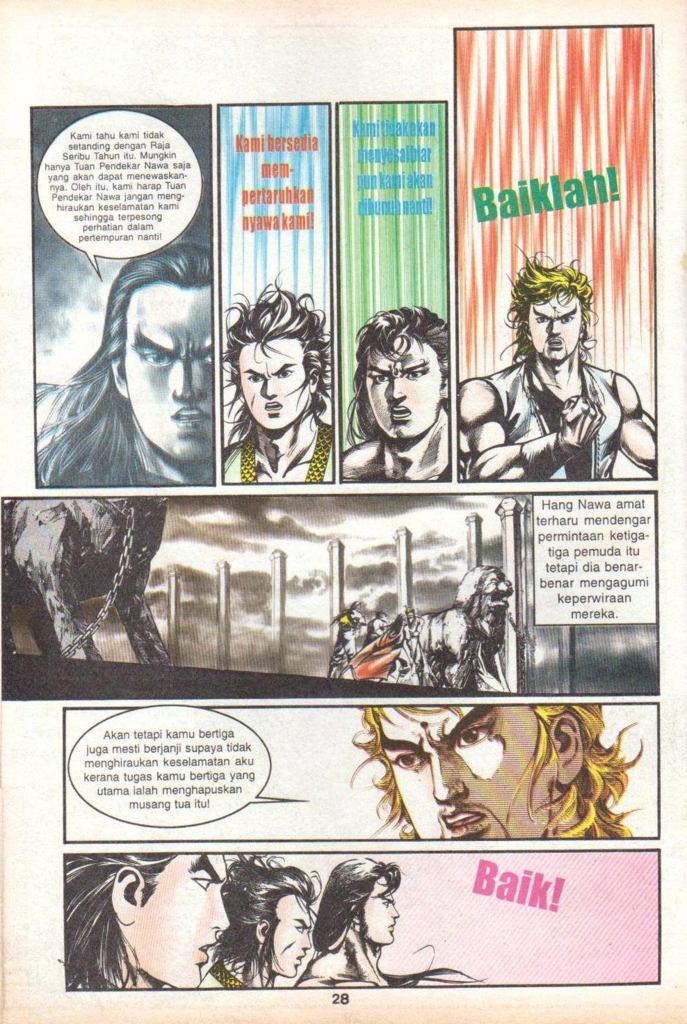 Kami tahu kami tidak
setanding dengan Raja
Seribu Tahun itu. Mungkin
hanya Tuan Pendekar Nawa saja
yang akan dapat menewaskan-
nya. Oleh itu, kami harap Tuan
Pendekar Nawa jangan meng-
hiraukan keselamatan kami
sehingga terpesong
perhatian dalam
pertempuran nanti!
Kami bersedia
mem-
pertaruhkan
nyawa kami!
Kami tidak akan
menyesal biar
pun kami akan
dibunuh nanti!
Baiklah!
Hang Nawa amat
terharu mendengar
permintaan ketiga-
tiga pemuda itu
tetapi dia benar-
benar mengagumi
keperwiraan
mereka.
Akan tetapi kamu bertiga
juga mesti berjanji supaya tidak
menghiraukan keselamatan aku
kerana tugas kamu bertiga yang
utama ialah menghapuskan
musang tua itu!
Baik!
28